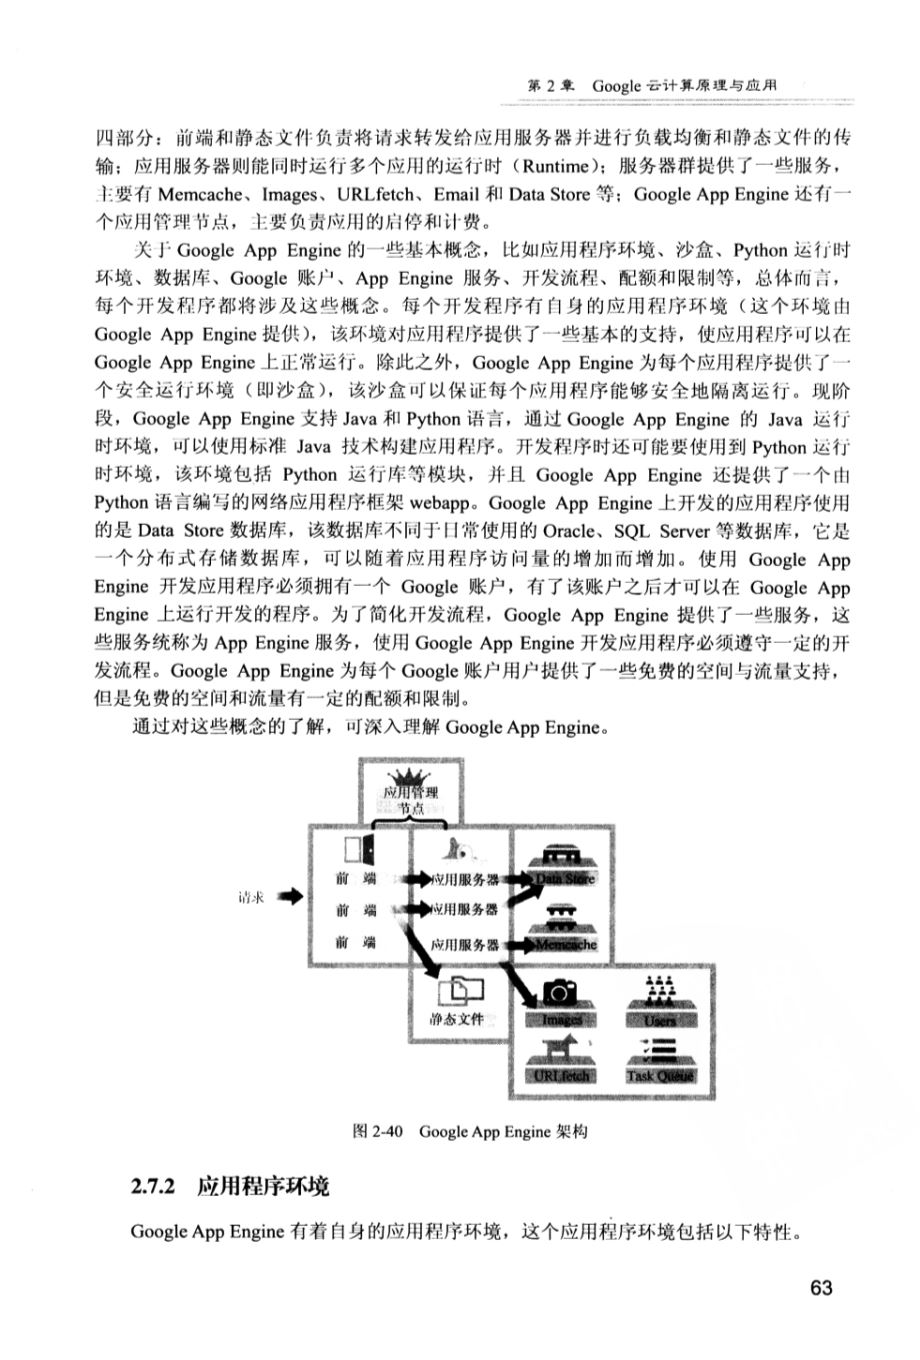 第 2 章 Google 云计算原理与应用
四部分：前端和静态文件负责将请求转发给应用服务器并进行负载均衡和静态文件的传
输；应用服务器则能同时运行多个应用的运行时（Runtime）；服务器群提供了一些服务，
主要有 Memcache、Images、URLfetch、Email 和 Data Store 等；Google App Engine 还有一
个应用管理节点，主要负责应用的启停和计费。
关于 Google App Engine 的一些基本概念，比如应用程序环境、沙盒、Python 运行时
环境、数据库、Google 账户、App Engine 服务、开发流程、配额和限制等，总体而言，
每个开发程序都将涉及这些概念。每个开发程序有自身的应用程序环境（这个环境由
Google App Engine 提供），该环境对应用程序提供了一些基本的支持，使应用程序可以在
Google App Engine 上正常运行。除此之外，Google App Engine 为每个应用程序提供了一
个安全运行环境（即沙盒），该沙盒可以保证每个应用程序能够安全地隔离运行。现阶
段，Google App Engine 支持 Java 和 Python 语言，通过 Google App Engine 的 Java 运行
时环境，可以使用标准 Java 技术构建应用程序。开发程序时还可能要使用到 Python 运行
时环境，该环境包括 Python 运行库等模块，并且 Google App Engine 还提供了一个由
Python 语言编写的网络应用程序框架 webapp。Google App Engine 上开发的应用程序使用
的是 Data Store 数据库，该数据库不同于日常使用的 Oracle、SQL Server 等数据库，它是
一个分布式存储数据库，可以随着应用程序访问量的增加而增加。使用 Google App
Engine 开发应用程序必须拥有一个 Google 账户，有了该账户之后才可以在 Google App
Engine 上运行开发的程序。为了简化开发流程，Google App Engine 提供了一些服务，这
些服务统称为 App Engine 服务，使用 Google App Engine 开发应用程序必须遵守一定的开
发流程。Google App Engine 为每个 Google 账户用户提供了一些免费的空间与流量支持，
但是免费的空间和流量有一定的配额和限制。
通过对这些概念的了解，可深入理解 Google App Engine。
应用管理
节点
请求
前 端 应用服务器 Data Store
前 端 应用服务器
前 端 应用服务器 Memcache
静态文件 Images Users
URLfetch Task Queue
图 2-40 Google App Engine 架构
2.7.2 应用程序环境
Google App Engine 有着自身的应用程序环境，这个应用程序环境包括以下特性。
63